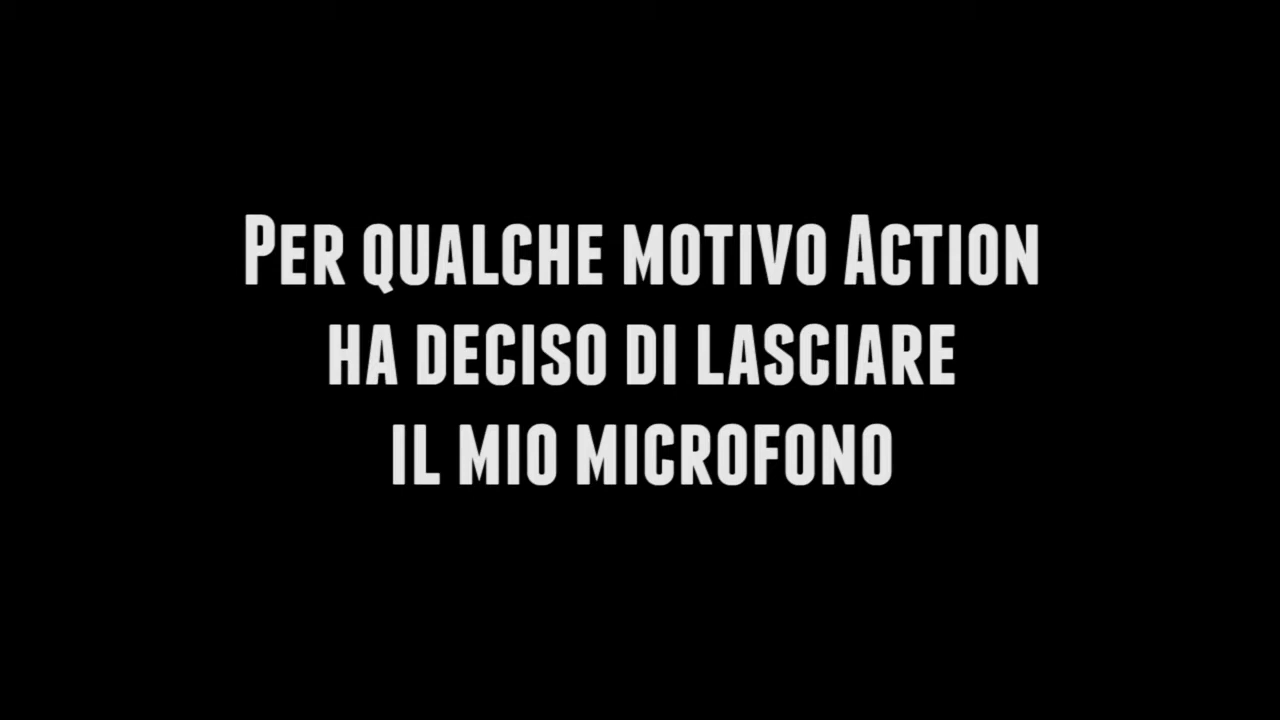 Per qualche motivo Action
ha deciso di lasciare
il mio microfono